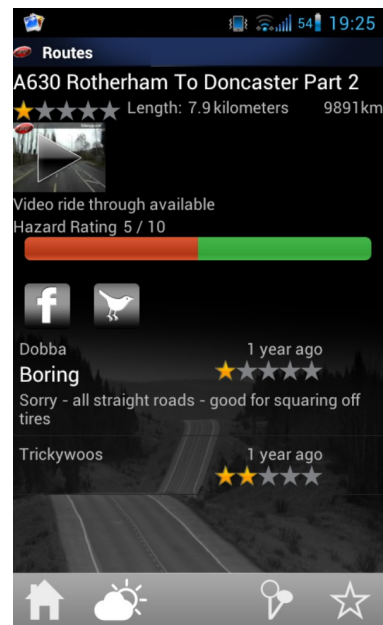 54 19:25
Routes
A630 Rotherham To Doncaster Part 2
Length: 7.9 kilometers 9891km
Video ride through available
Hazard Rating 5 / 10
f
Dobba 1 year ago
Boring
Sorry - all straight roads - good for squaring off
tires
Trickywoos 1 year ago